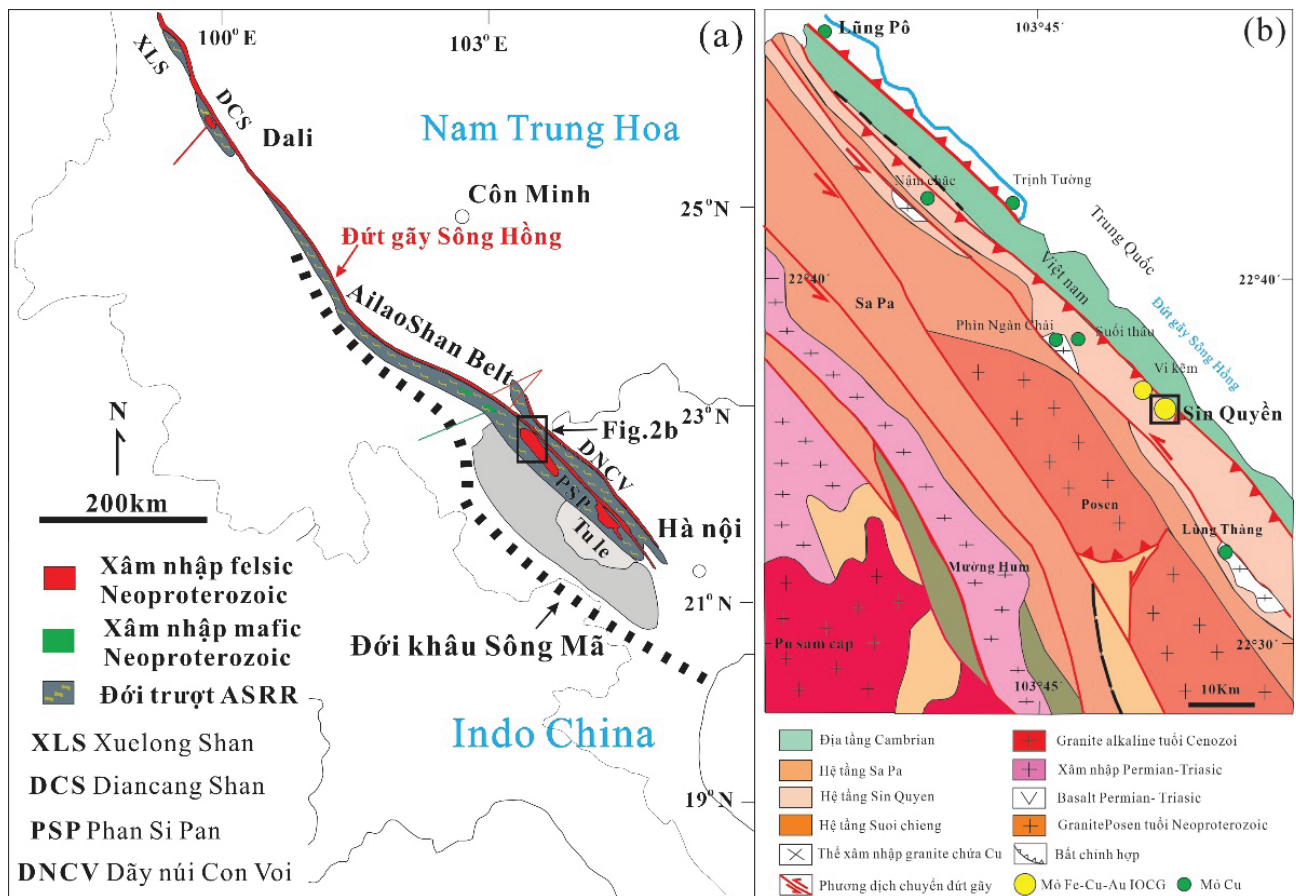 (a)
100° E
103° E
XLS
DCS
Dali
Nam Trung Hoa
Côn Minh
25° N
Đứt gãy Sông Hồng
AilaoShan Belt
N
23° N
Fig.2b
200km
DNCV
PSP
Hà nội
Tu le
Xâm nhập felsic
Neoproterozoic
21° N
Xâm nhập mafic
Neoproterozoic
Đới khâu Sông Mã
Đới trượt ASRR
XLS Xuelong Shan
Indo China
DCS Diancang Shan
19° N
PSP Phan Si Pan
DNCV Dãy núi Con Voi
(b)
Lũng Pô
103°45´
Nậm chăc
Trịnh Tường
Trung Quốc
22°40´
Việt nam
22°40´
Sa Pa
Đứt gãy Sông Hồng
Phìn Ngàn Chải
Suối thầu
Vi kẽm
Sin Quyền
Posen
Lùng Thàng
Mường Hum
Pu sam cap
22°30´
103°45´
10Km
Địa tầng Cambrian
Granite alkaline tuổi Cenozoi
Hệ tầng Sa Pa
Xâm nhập Permian-Triasic
Hệ tầng Sin Quyen
Basalt Permian- Triasic
Hệ tầng Suoi chieng
GranitePosen tuổi Neoproterozoic
Thể xâm nhập granite chứa Cu
Bất chỉnh hợp
Phương dịch chuyển đứt gãy
Mỏ Fe-Cu-Au IOCG
Mỏ Cu